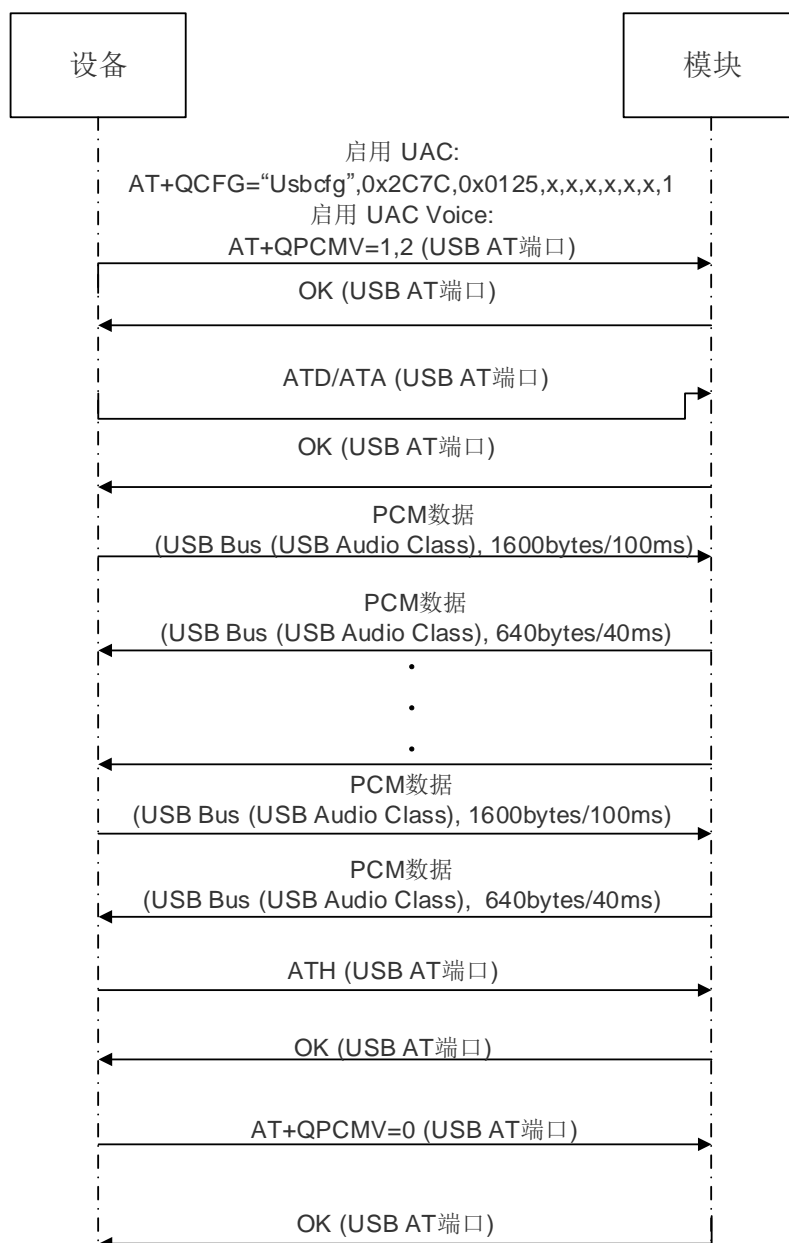 设备
模块
启用 UAC:
AT+QCFG=“Usbcfg”,0x2C7C,0x0125,x,x,x,x,x,x,1
启用 UAC Voice:
AT+QPCMV=1,2 (USB AT端口)
OK (USB AT端口)
ATD/ATA (USB AT端口)
OK (USB AT端口)
PCM数据
(USB Bus (USB Audio Class), 1600bytes/100ms)
PCM数据
(USB Bus (USB Audio Class), 640bytes/40ms)
PCM数据
(USB Bus (USB Audio Class), 1600bytes/100ms)
PCM数据
(USB Bus (USB Audio Class), 640bytes/40ms)
ATH (USB AT端口)
OK (USB AT端口)
AT+QPCMV=0 (USB AT端口)
OK (USB AT端口)